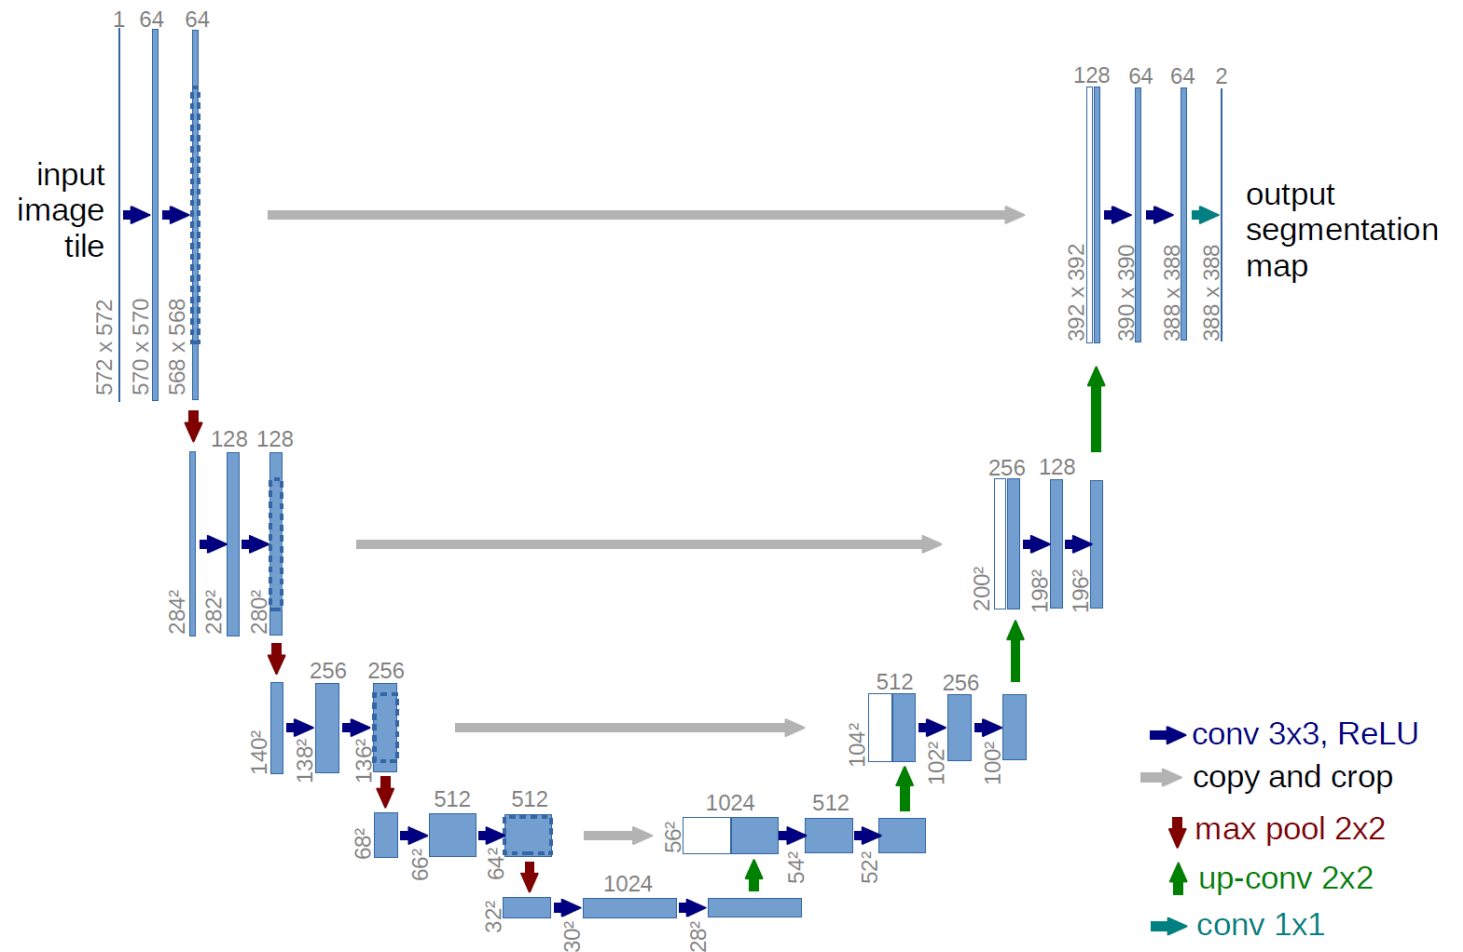 1 64 64
128 64 64 2
input
image
tile
output
segmentation
map
572 x 572
570 x 570
568 x 568
392 x 392
390 x 390
388 x 388
388 x 388
128 128
256 128
284²
282²
280²
200²
198²
196²
256 256
512 256
140²
138²
136²
104²
102²
100²
512 512
1024 512
68²
66²
64²
56²
54²
52²
1024
32²
30²
28²
conv 3x3, ReLU
copy and crop
max pool 2x2
up-conv 2x2
conv 1x1